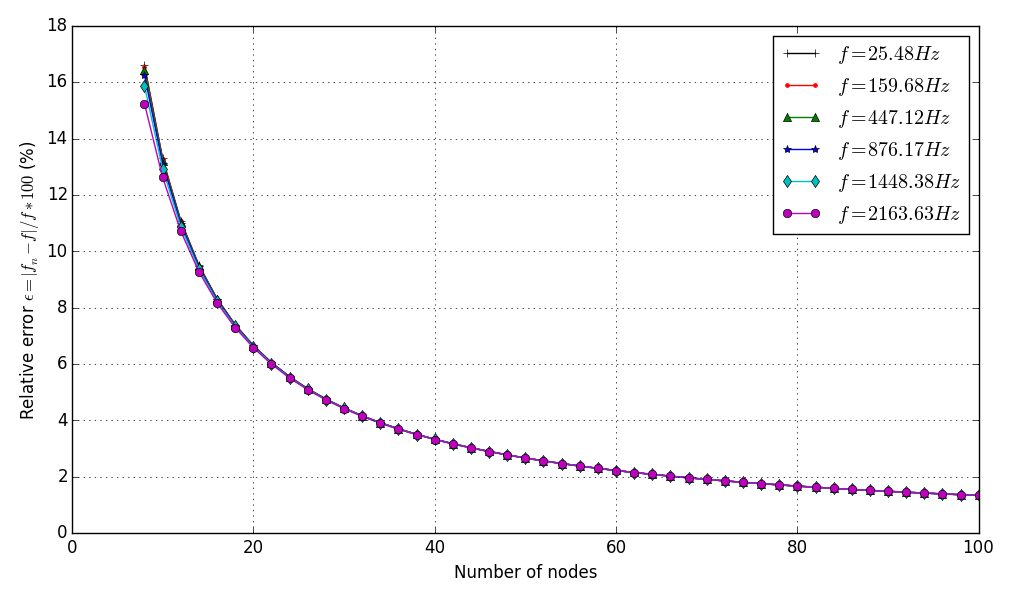 18
16
14
12
10
8
6
4
2
0
0 20 40 60 80 100
Relative error ϵ=|fₙ−f|/f∗100 (%)
Number of nodes
f=25.48Hz
f=159.68Hz
f=447.12Hz
f=876.17Hz
f=1448.38Hz
f=2163.63Hz